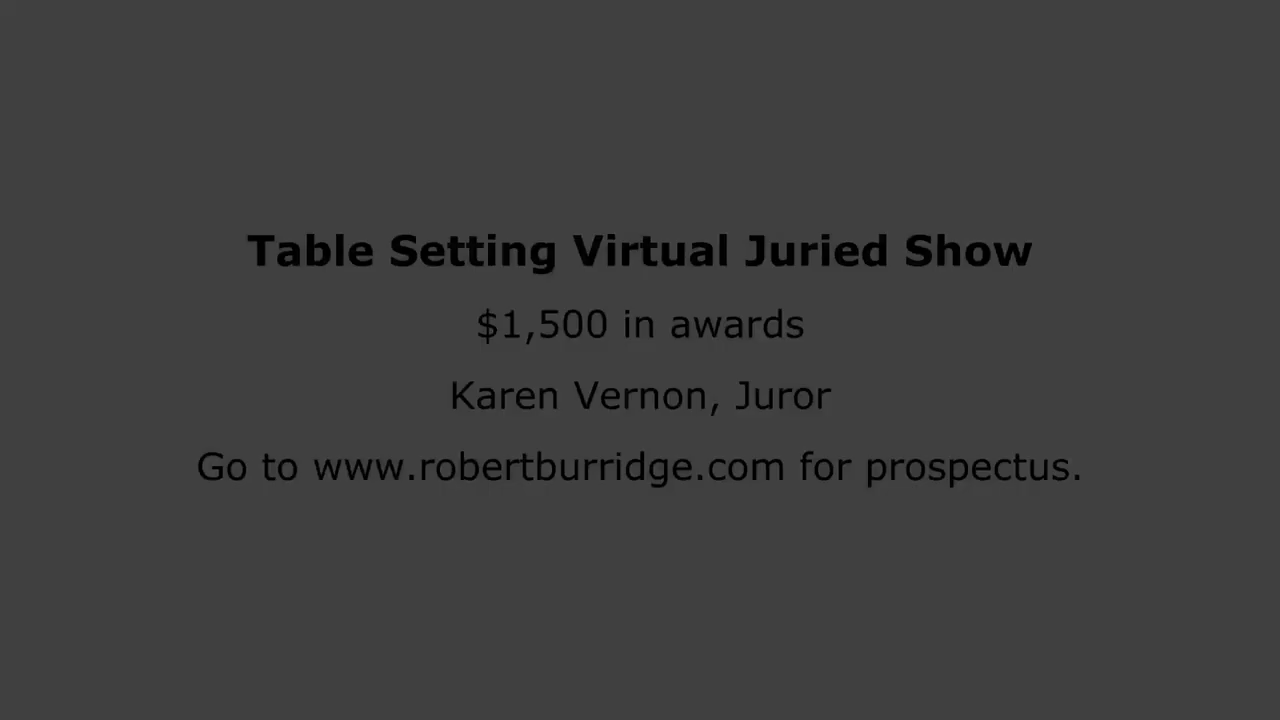 Table Setting Virtual Juried Show
$1,500 in awards
Karen Vernon, Juror
Go to www.robertburridge.com for prospectus.